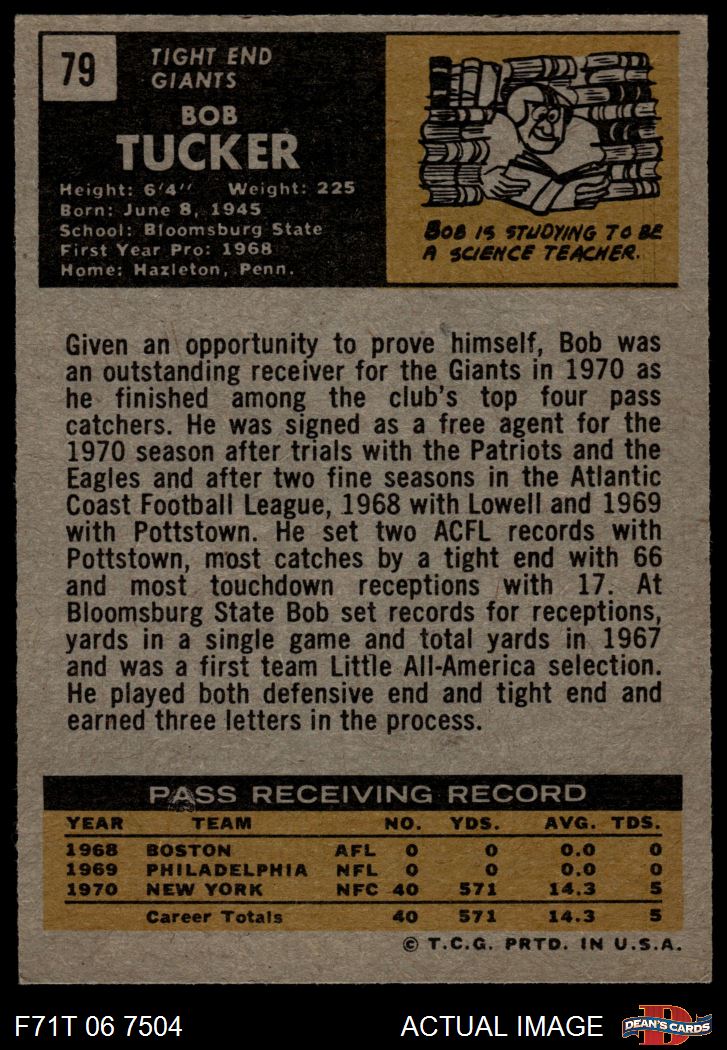 79
TIGHT END
GIANTS
BOB
TUCKER
Height: 6'4" Weight: 225
Born: June 8, 1945
School: Bloomsburg State
First Year Pro: 1968
Home: Hazleton, Penn.
BOB IS STUDYING TO BE
A SCIENCE TEACHER.
Given an opportunity to prove himself, Bob was
an outstanding receiver for the Giants in 1970 as
he finished among the club's top four pass
catchers. He was signed as a free agent for the
1970 season after trials with the Patriots and the
Eagles and after two fine seasons in the Atlantic
Coast Football League, 1968 with Lowell and 1969
with Pottstown. He set two ACFL records with
Pottstown, most catches by a tight end with 66
and most touchdown receptions with 17. At
Bloomsburg State Bob set records for receptions,
yards in a single game and total yards in 1967
and was a first team Little All-America selection.
He played both defensive end and tight end and
earned three letters in the process.
PASS RECEIVING RECORD
YEAR TEAM NO. YDS. AVG. TDS.
1968 BOSTON AFL 0 0 0.0 0
1969 PHILADELPHIA NFL 0 0 0.0 0
1970 NEW YORK NFC 40 571 14.3 5
Career Totals 40 571 14.3 5
© T.C.G. PRTD. IN U.S.A.
F71T 06 7504 ACTUAL IMAGE D DEAN'S CARDS